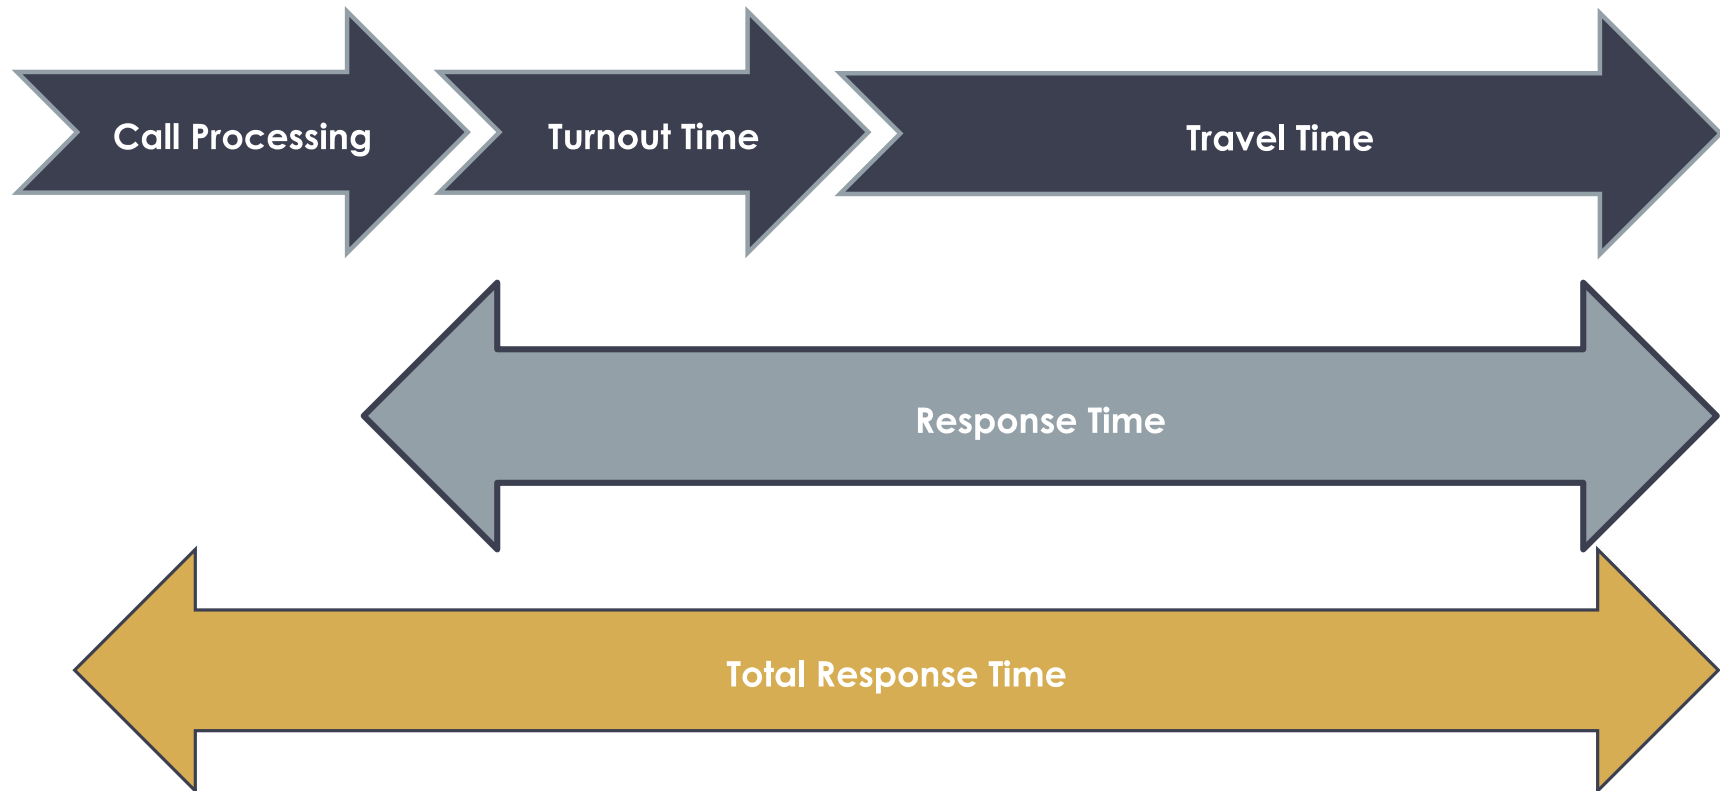 Call Processing
Turnout Time
Travel Time
Response Time
Total Response Time